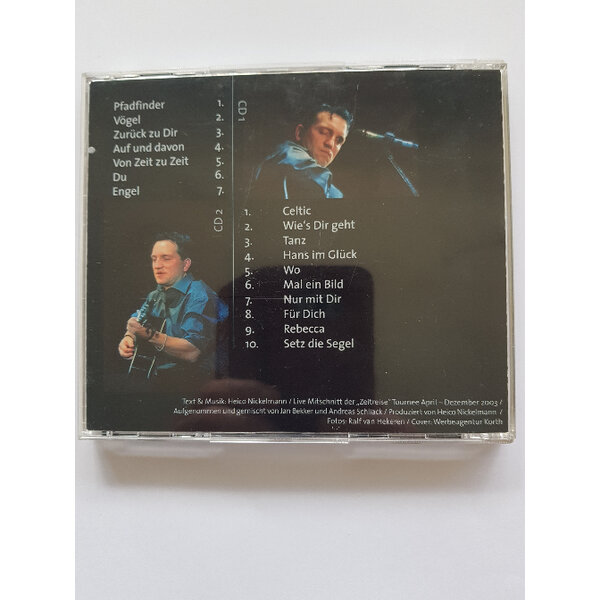 CD 1
Pfadfinder 1.
Vögel 2.
Zurück zu Dir 3.
Auf und davon 4.
Von Zeit zu Zeit 5.
Du 6.
Engel 7.
CD 2
1. Celtic
2. Wie's Dir geht
3. Tanz
4. Hans im Glück
5. Wo
6. Mal ein Bild
7. Nur mit Dir
8. Für Dich
9. Rebecca
10. Setz die Segel
Text & Musik: Heico Nickelmann / Live Mitschnitt der „Zeitreise" Tournee April – Dezember 2003 /
Aufgenommen und gemischt von Jan Bekker und Andreas Schliack / Produziert von Heico Nickelmann /
Fotos: Ralf van Hekeren / Cover: Werbeagentur Korth